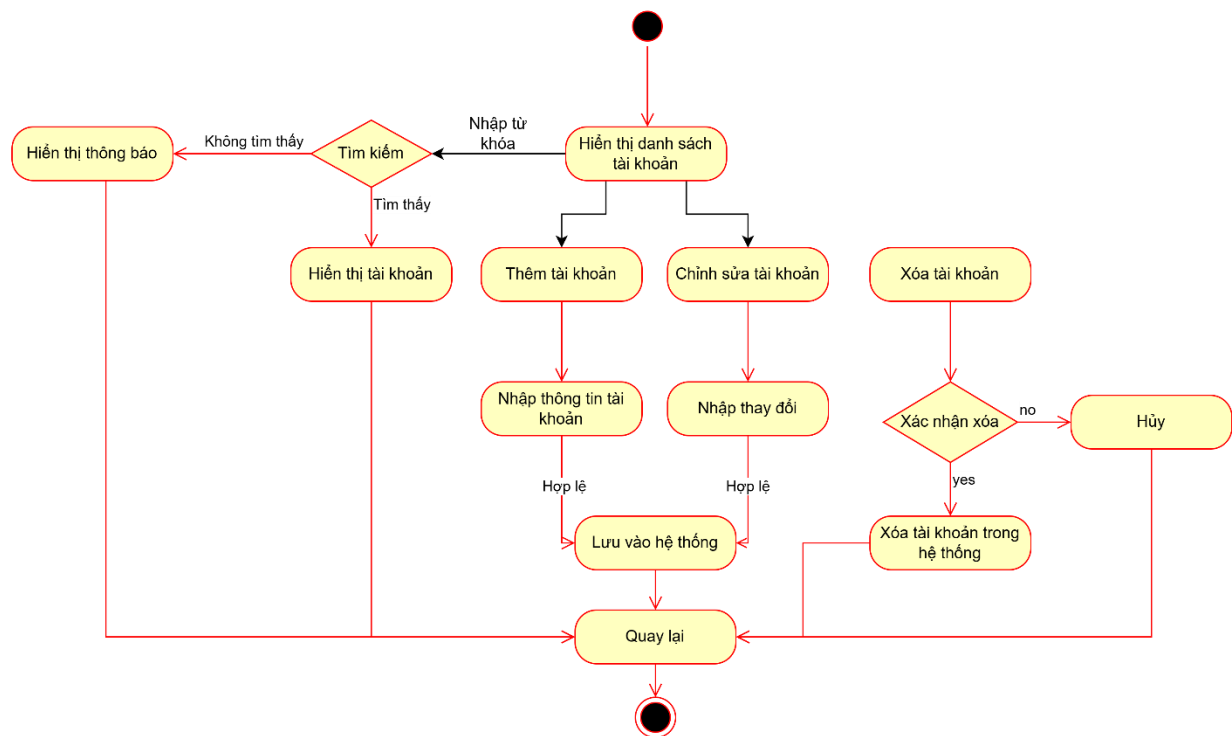 Nhập từ
khóa
Không tìm thấy
Hiển thị thông báo
Tìm kiếm
Hiển thị danh sách
tài khoản
Tìm thấy
Hiển thị tài khoản
Thêm tài khoản
Chỉnh sửa tài khoản
Xóa tài khoản
Nhập thông tin tài
khoản
Nhập thay đổi
Xác nhận xóa
no
Hủy
yes
Hợp lệ
Hợp lệ
Lưu vào hệ thống
Xóa tài khoản trong
hệ thống
Quay lại